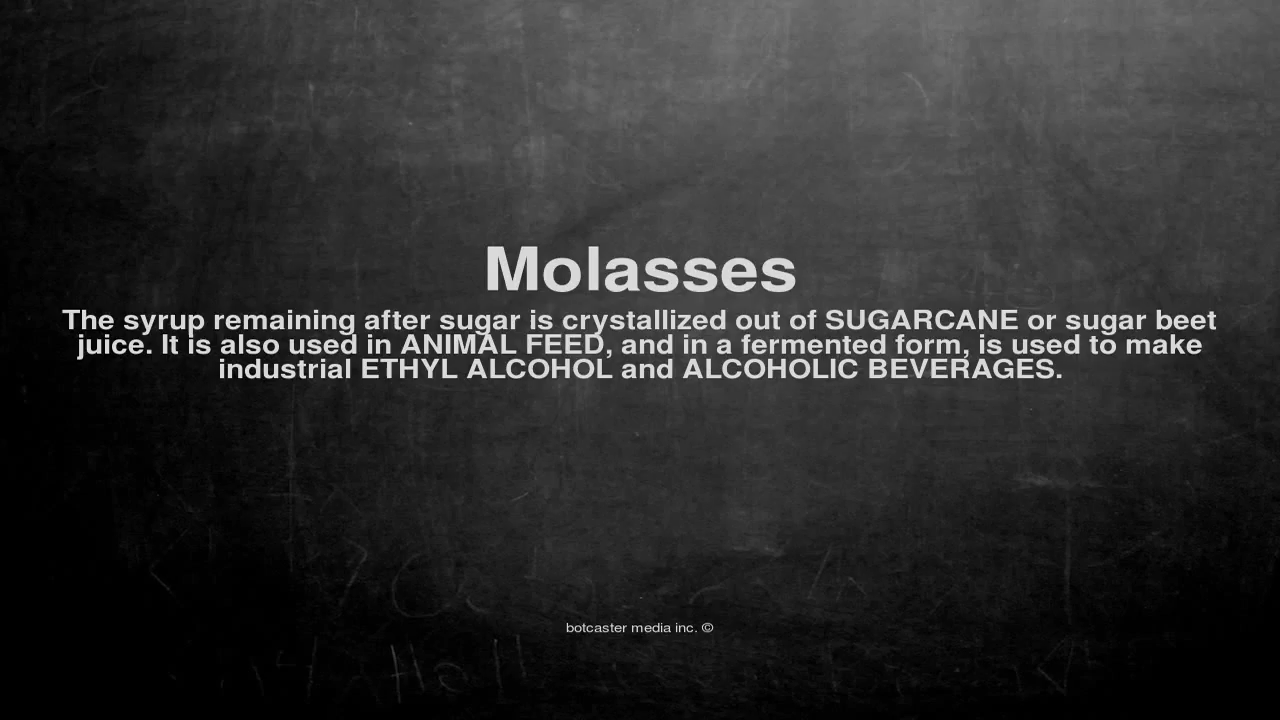 Molasses
The syrup remaining after sugar is crystallized out of SUGARCANE or sugar beet
juice. It is also used in ANIMAL FEED, and in a fermented form, is used to make
industrial ETHYL ALCOHOL and ALCOHOLIC BEVERAGES.
botcaster media inc. ©